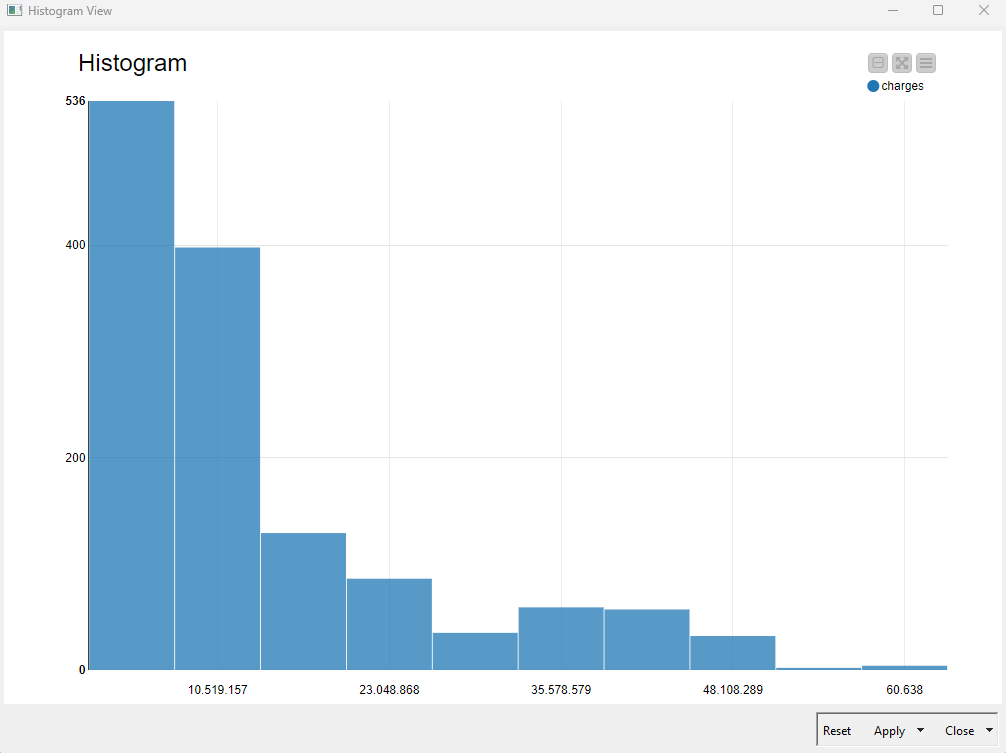 Histogram View
Histogram
charges
536
400
200
0
10.519.157 23.048.868 35.578.579 48.108.289 60.638
Reset Apply Close